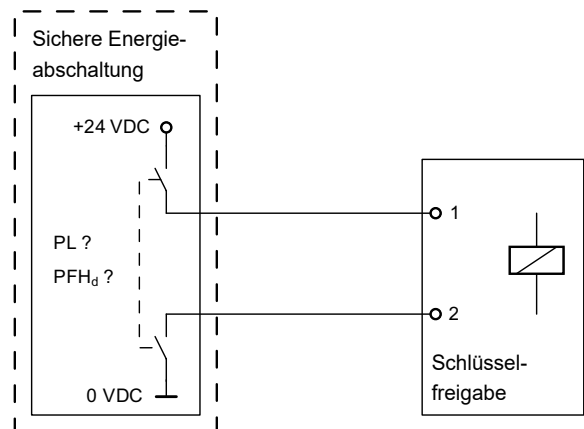 Sichere Energie-
abschaltung
+24 VDC
PL ?
PFHd ?
0 VDC
1
2
Schlüssel-
freigabe